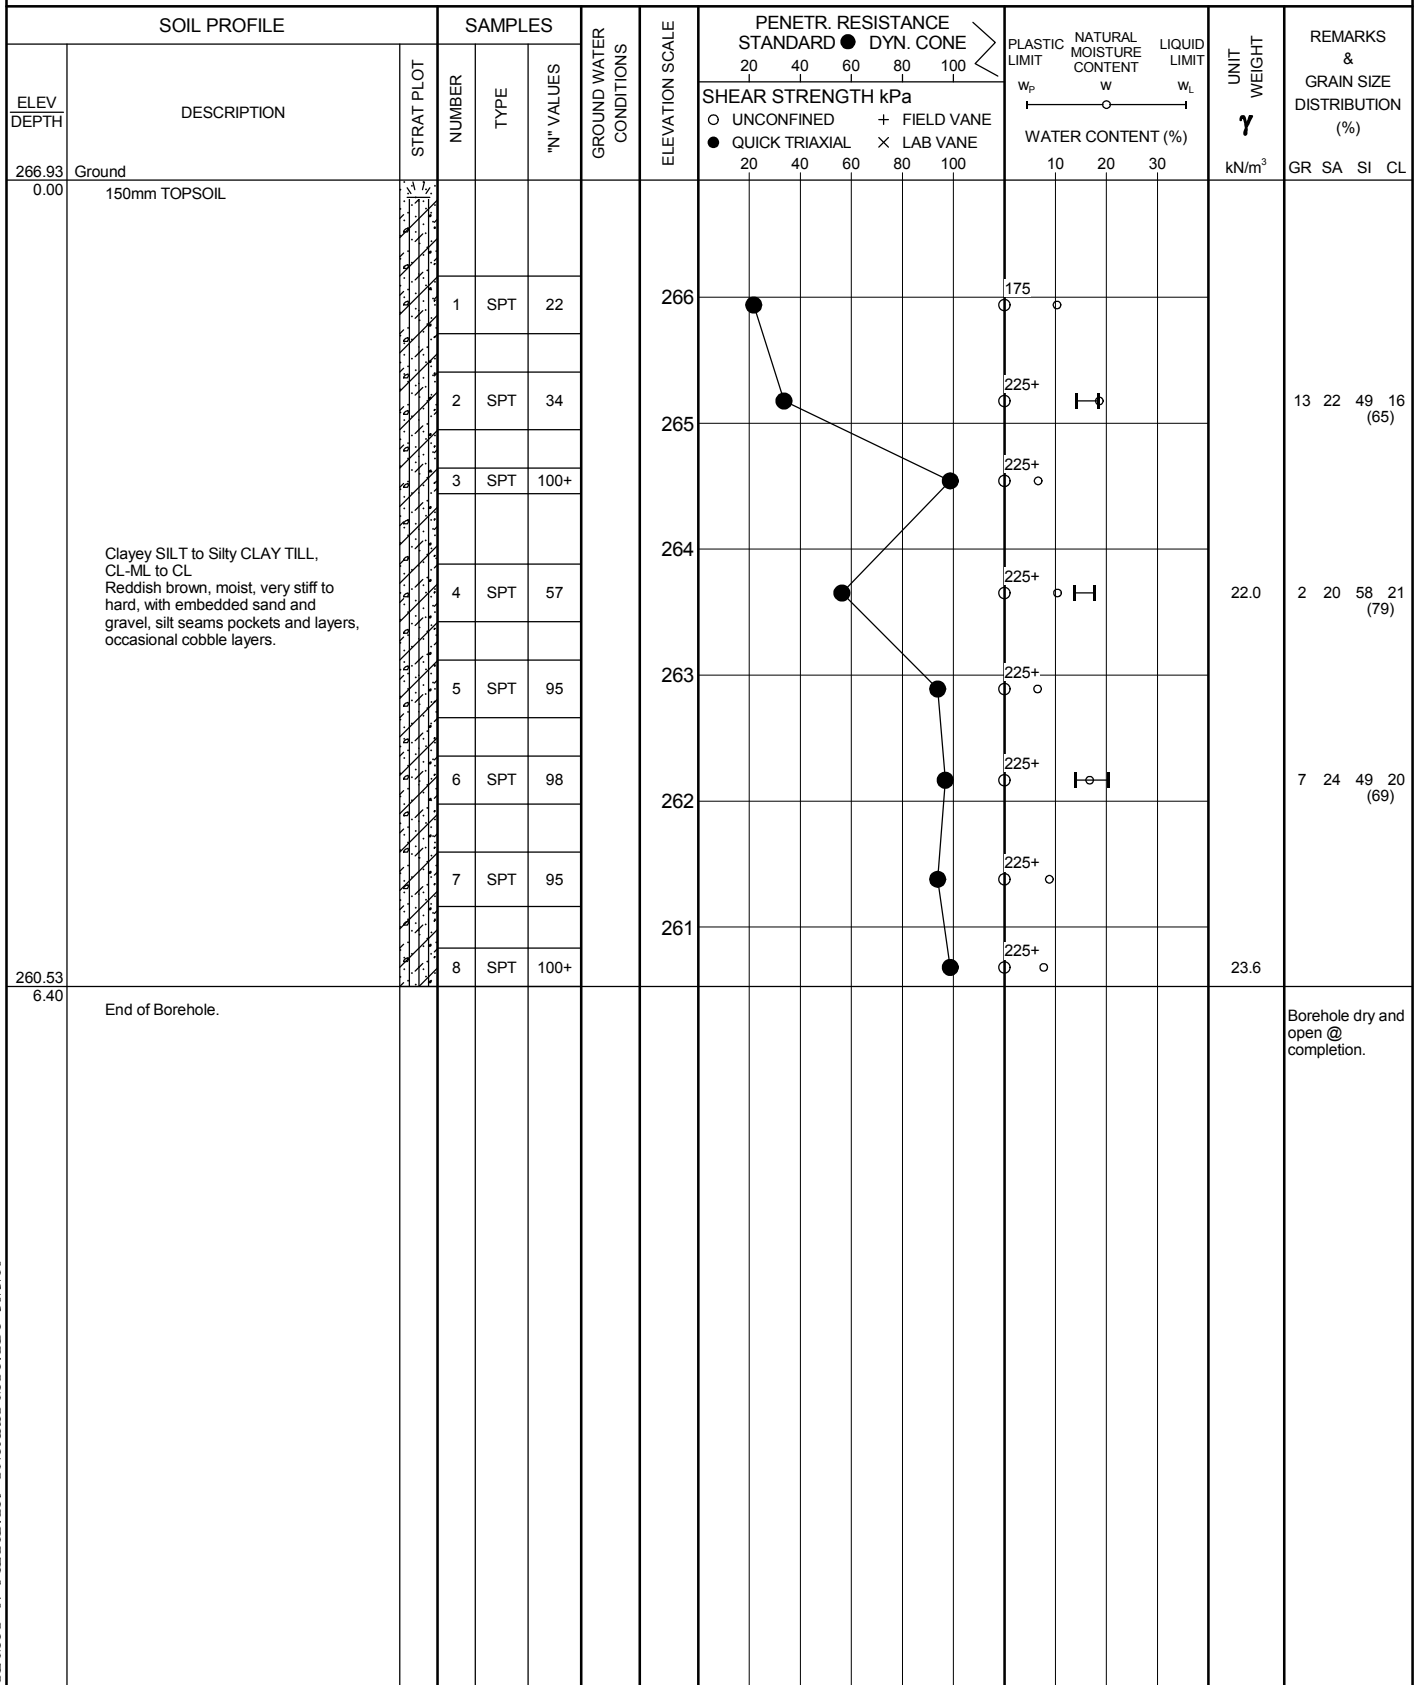 SOIL PROFILE
SAMPLES
GROUND WATER
CONDITIONS
ELEVATION SCALE
PENETR. RESISTANCE
STANDARD ● DYN. CONE
20 40 60 80 100
SHEAR STRENGTH kPa
○ UNCONFINED + FIELD VANE
● QUICK TRIAXIAL × LAB VANE
20 40 60 80 100
PLASTIC
LIMIT
NATURAL
MOISTURE
CONTENT
LIQUID
LIMIT
WP W WL
WATER CONTENT (%)
10 20 30
UNIT
WEIGHT
γ
kN/m³
REMARKS
&
GRAIN SIZE
DISTRIBUTION
(%)
GR SA SI CL
ELEV
DEPTH
DESCRIPTION
STRAT PLOT
NUMBER
TYPE
"N" VALUES
266.93 Ground
0.00 150mm TOPSOIL
266
1 SPT 22 175
2 SPT 34 225+ 13 22 49 16
(65)
265
3 SPT 100+ 225+
264
Clayey SILT to Silty CLAY TILL,
CL-ML to CL
Reddish brown, moist, very stiff to
hard, with embedded sand and
gravel, silt seams pockets and layers,
occasional cobble layers.
4 SPT 57 225+ 22.0 2 20 58 21
(79)
263
5 SPT 95 225+
6 SPT 98 225+ 7 24 49 20
(69)
262
7 SPT 95 225+
261
8 SPT 100+ 225+ 23.6
260.53
6.40
End of Borehole.
Borehole dry and
open @
completion.